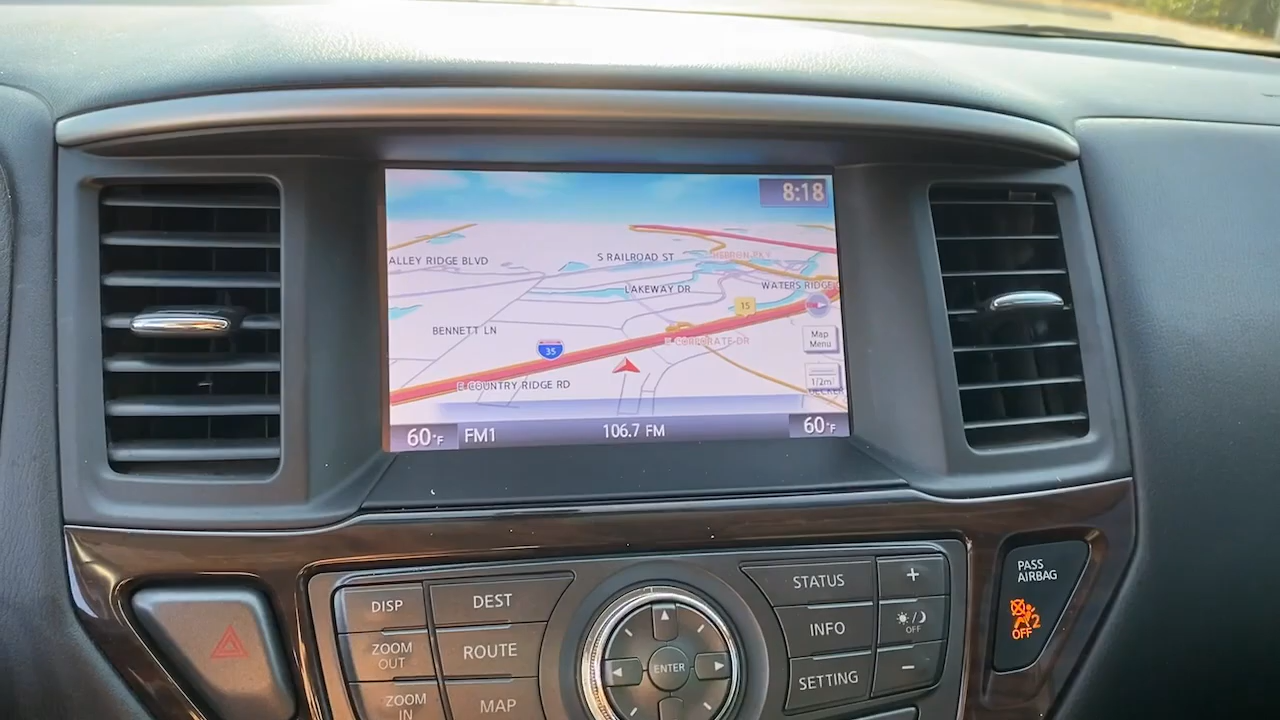 8:18
ALLEY RIDGE BLVD
S RAILROAD ST
LAKEWAY DR
WATERS RIDGE
15
BENNETT LN
35
E CORPORATE DR
Map
Menu
E COUNTRY RIDGE RD
1/2mi
60°F
FM1
106.7 FM
60°F
DISP
DEST
STATUS
+
PASS
AIRBAG
ZOOM
OUT
ROUTE
ENTER
INFO
OFF
2
OFF
ZOOM
IN
MAP
SETTING
−